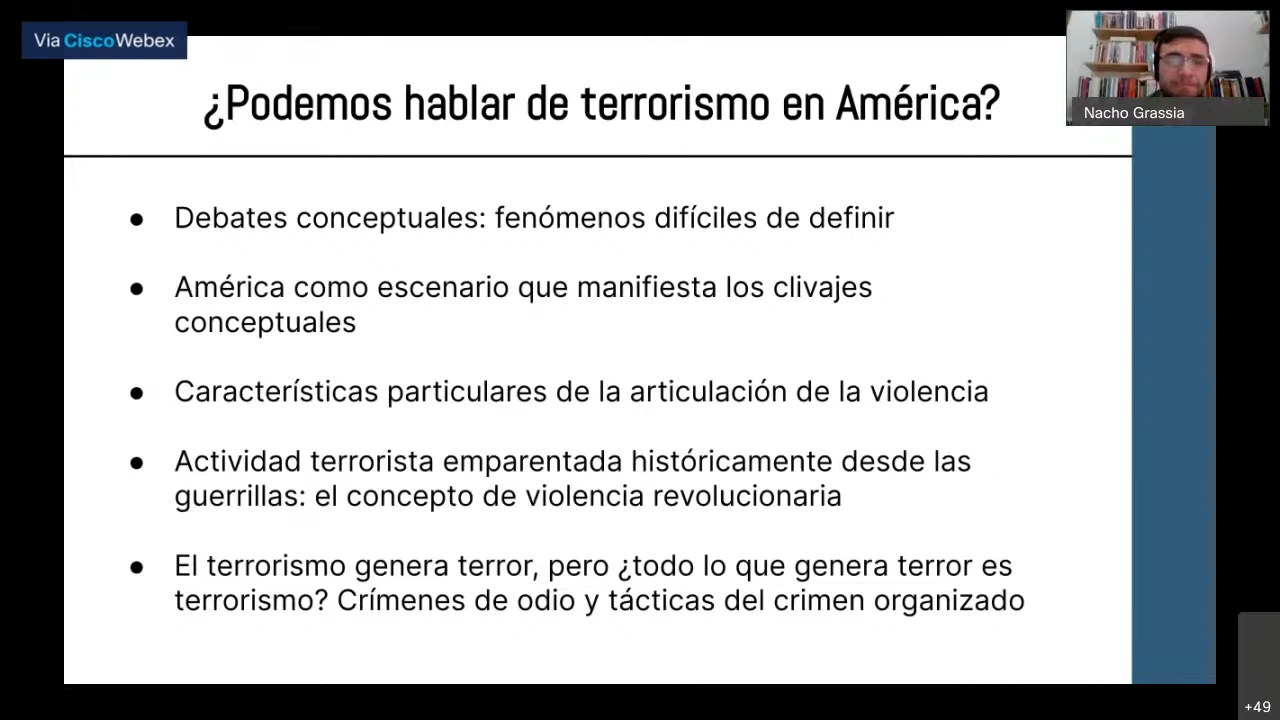 Via CiscoWebex
¿Podemos hablar de terrorismo en América?
Nacho Grassia
● Debates conceptuales: fenómenos difíciles de definir
● América como escenario que manifiesta los clivajes
conceptuales
● Características particulares de la articulación de la violencia
● Actividad terrorista emparentada históricamente desde las
guerrillas: el concepto de violencia revolucionaria
● El terrorismo genera terror, pero ¿todo lo que genera terror es
terrorismo? Crímenes de odio y tácticas del crimen organizado
+49